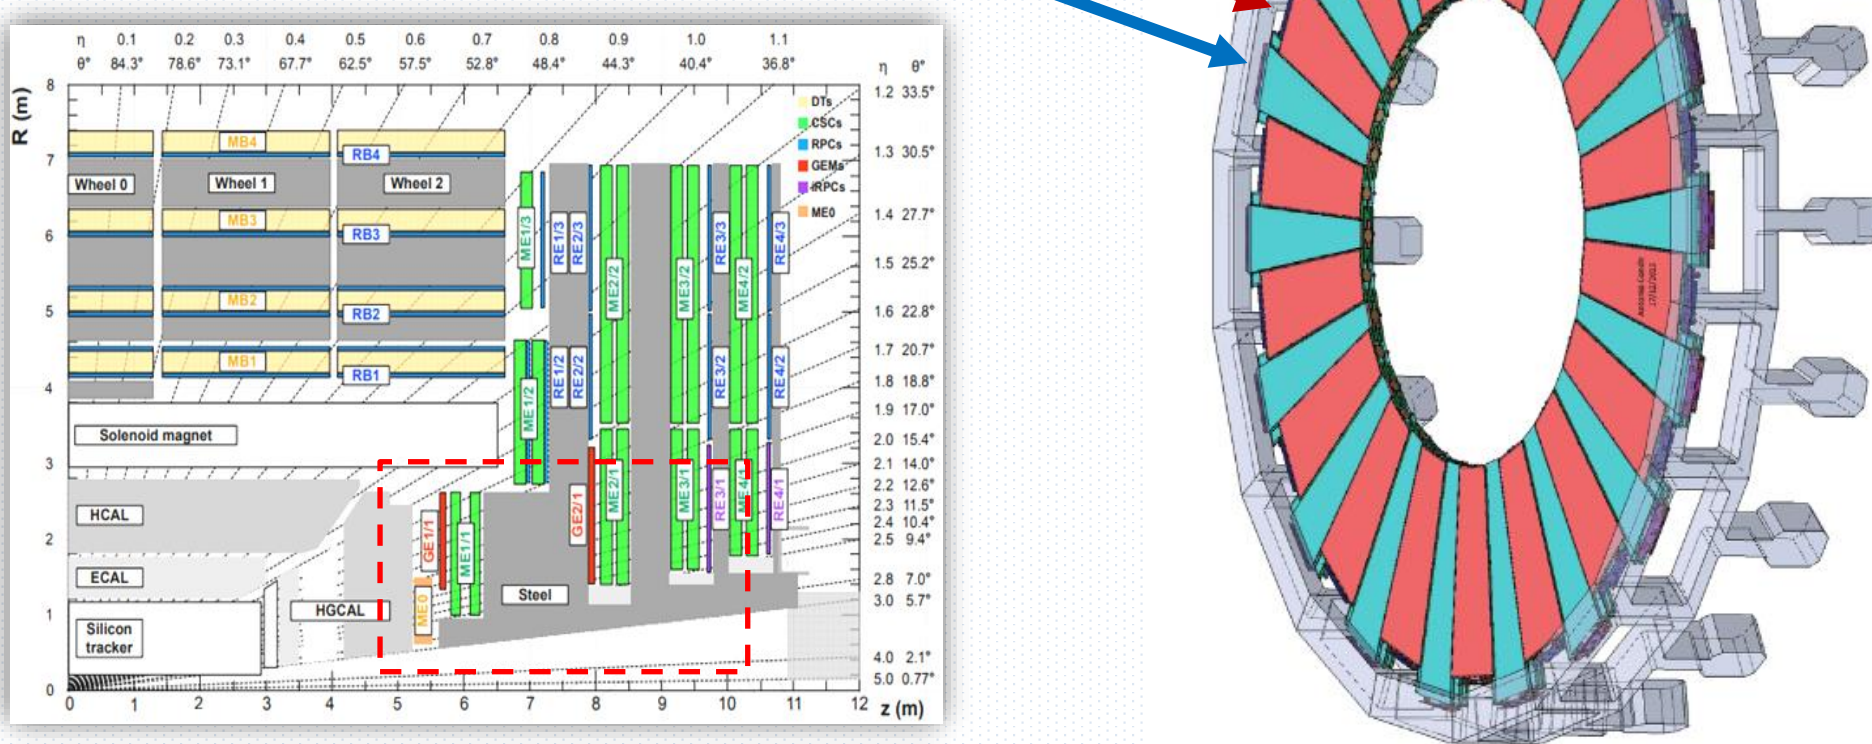 η 0.1 0.2 0.3 0.4 0.5 0.6 0.7 0.8 0.9 1.0 1.1
θ° 84.3° 78.6° 73.1° 67.7° 62.5° 57.5° 52.8° 48.4° 44.3° 40.4° 36.8°
η θ°
R (m)
8
7
6
5
4
3
2
1
0
1.2 33.5°
1.3 30.5°
1.4 27.7°
1.5 25.2°
1.6 22.8°
1.7 20.7°
1.8 18.8°
1.9 17.0°
2.0 15.4°
2.1 14.0°
2.2 12.6°
2.3 11.5°
2.4 10.4°
2.5 9.4°
2.8 7.0°
3.0 5.7°
4.0 2.1°
5.0 0.77°
DTs
CSCs
RPCs
GEMs
iRPCs
ME0
MB4
RB4
Wheel 0
Wheel 1
Wheel 2
MB3
RB3
MB2
RB2
MB1
RB1
ME1/3
RE1/3
RE2/3
ME2/2
ME3/2
RE3/3
ME4/2
RE4/3
ME1/2
RE1/2
RE2/2
RE3/2
RE4/2
Solenoid magnet
HCAL
ECAL
Silicon
tracker
HGCAL
Steel
GE1/1
ME1/1
ME0
GE2/1
ME2/1
ME3/1
RE3/1
ME4/1
RE4/1
0 1 2 3 4 5 6 7 8 9 10 11 12 z (m)
17/12/2012